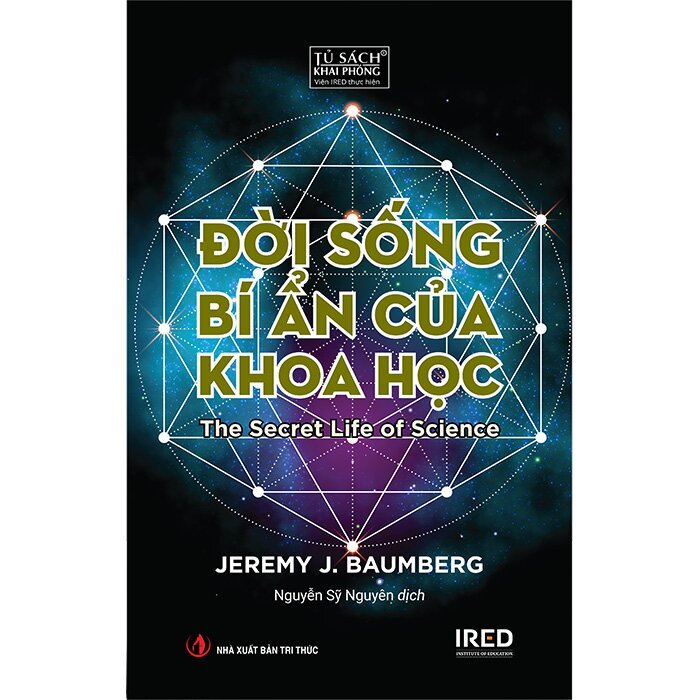 TỦ SÁCH®
KHAI PHÓNG
Viện IRED thực hiện
ĐỜI SỐNG
BÍ ẨN CỦA
KHOA HỌC
The Secret Life of Science
JEREMY J. BAUMBERG
Nguyễn Sỹ Nguyên dịch
NHÀ XUẤT BẢN TRI THỨC
IRED
INSTITUTE OF EDUCATION